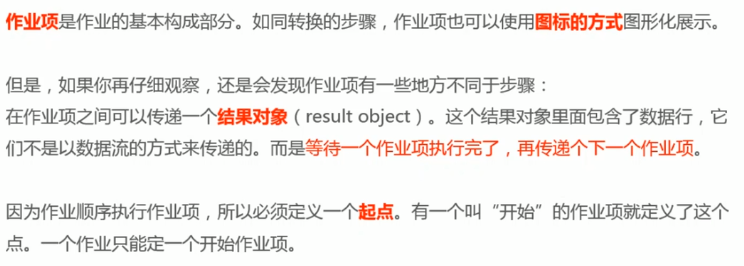 作业项是作业的基本构成部分。如同转换的步骤，作业项也可以使用图标的方式图形化展示。
但是，如果你再仔细观察，还是会发现作业项有一些地方不同于步骤：
在作业项之间可以传递一个结果对象（result object）。这个结果对象里面包含了数据行，它
们不是以数据流的方式来传递的。而是等待一个作业项执行完了，再传递个下一个作业项。
因为作业顺序执行作业项，所以必须定义一个起点。有一个叫“开始”的作业项就定义了这个
点。一个作业只能定一个开始作业项。